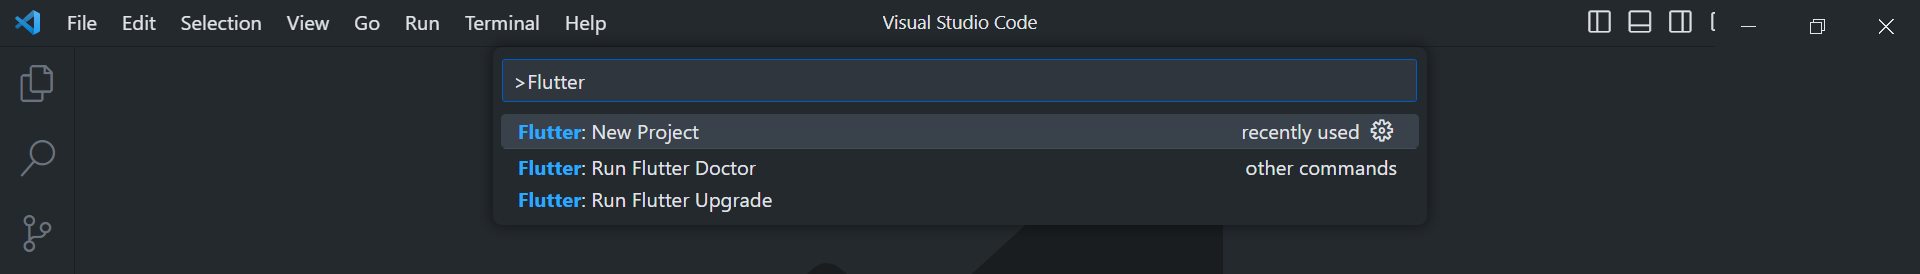 File Edit Selection View Go Run Terminal Help Visual Studio Code
>Flutter
Flutter: New Project recently used
Flutter: Run Flutter Doctor other commands
Flutter: Run Flutter Upgrade